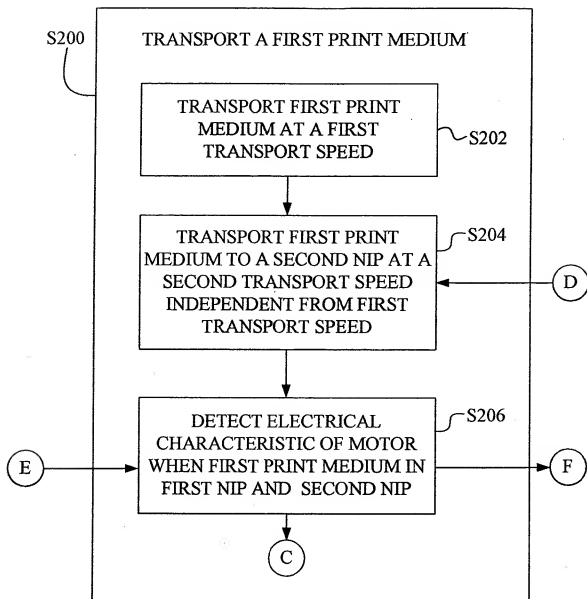 S200
TRANSPORT A FIRST PRINT MEDIUM
TRANSPORT FIRST PRINT
MEDIUM AT A FIRST
TRANSPORT SPEED
S202
TRANSPORT FIRST PRINT
MEDIUM TO A SECOND NIP AT A
SECOND TRANSPORT SPEED
INDEPENDENT FROM FIRST
TRANSPORT SPEED
S204
D
DETECT ELECTRICAL
CHARACTERISTIC OF MOTOR
WHEN FIRST PRINT MEDIUM IN
FIRST NIP AND SECOND NIP
S206
E
F
C